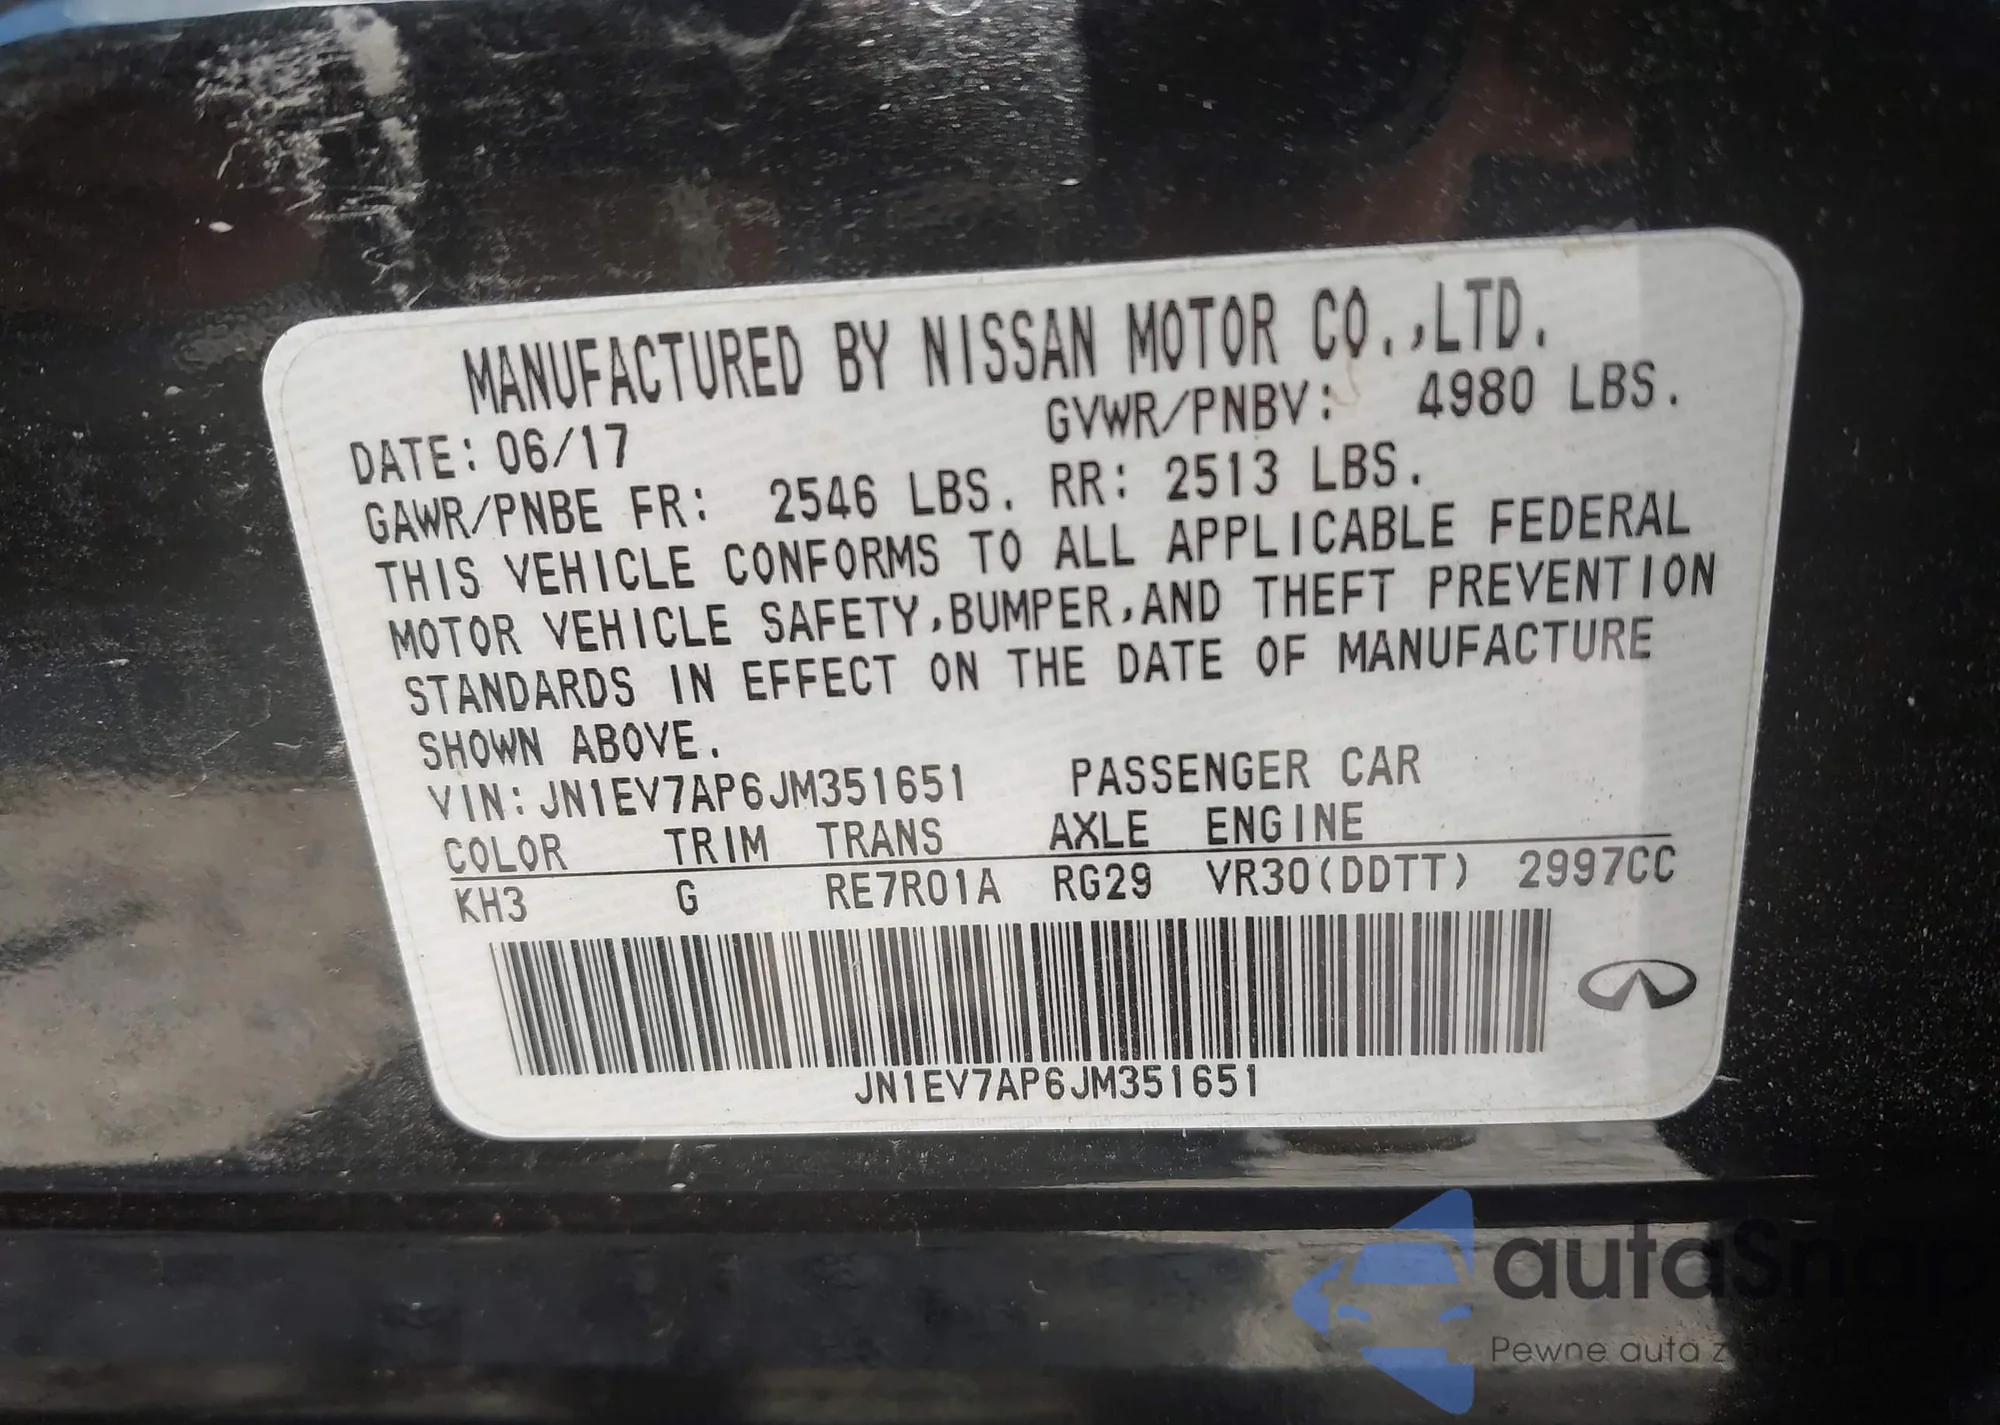 MANUFACTURED BY NISSAN MOTOR CO.,LTD.
DATE: 06/17 GVWR/PNBV: 4980 LBS.
GAWR/PNBE FR: 2546 LBS. RR: 2513 LBS.
THIS VEHICLE CONFORMS TO ALL APPLICABLE FEDERAL
MOTOR VEHICLE SAFETY,BUMPER,AND THEFT PREVENTION
STANDARDS IN EFFECT ON THE DATE OF MANUFACTURE
SHOWN ABOVE.
VIN: JN1EV7AP6JM351651 PASSENGER CAR
COLOR TRIM TRANS AXLE ENGINE
KH3 G RE7R01A RG29 VR30(DDTT) 2997CC
JN1EV7AP6JM351651
autaSnap
Pewne auta z